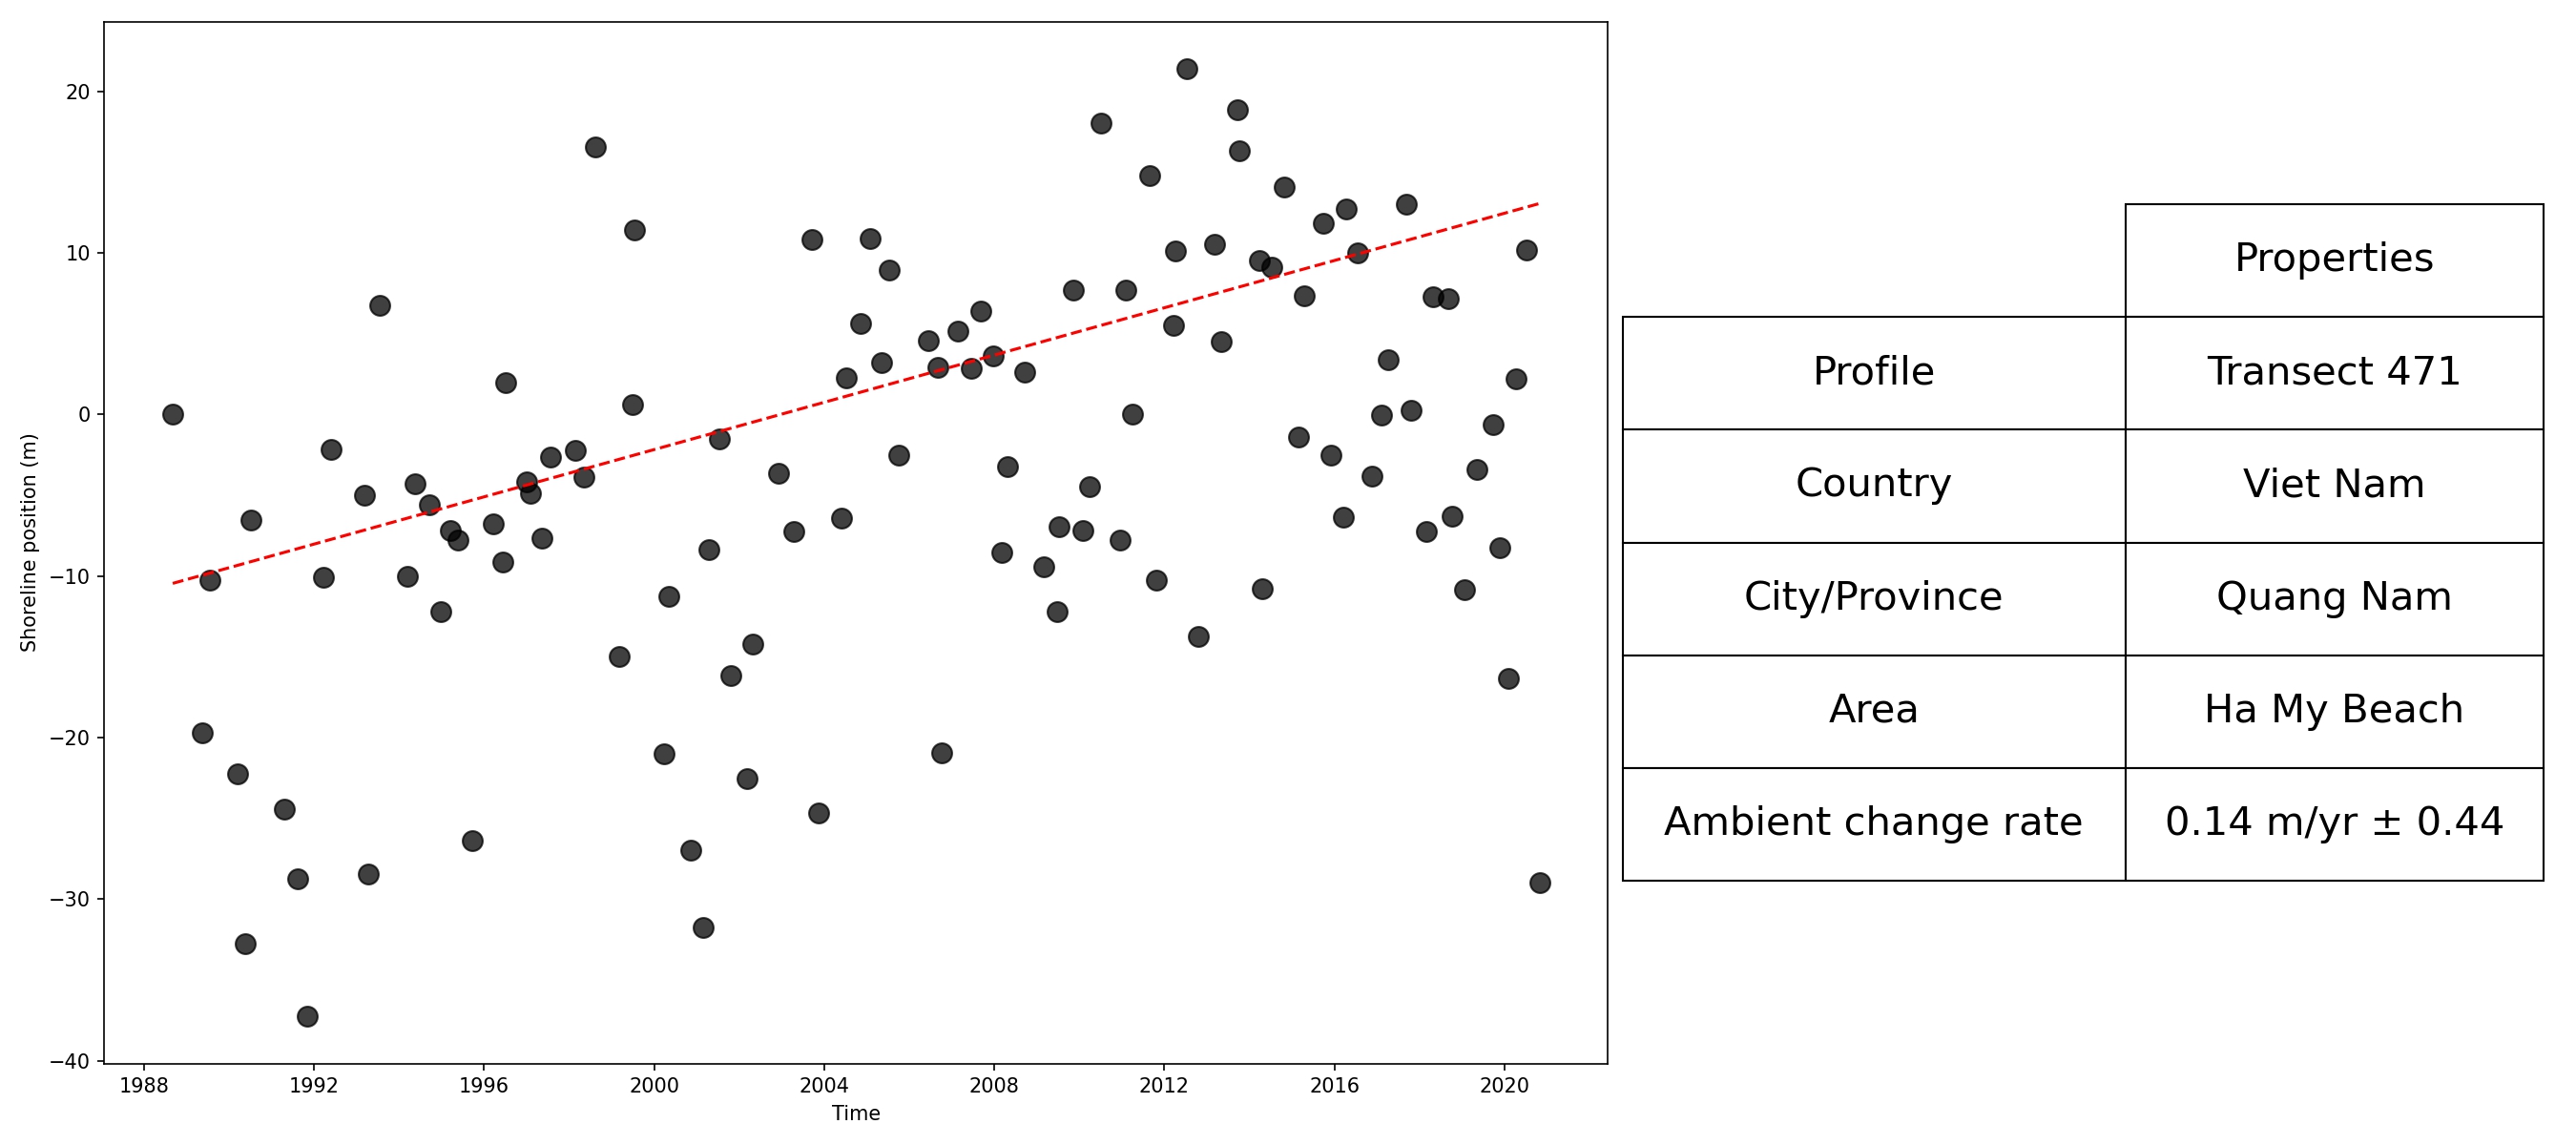 20
10
0
−10
−20
−30
−40
Shoreline position (m)
1988 1992 1996 2000 2004 2008 2012 2016 2020
Time
Properties
Profile Transect 471
Country Viet Nam
City/Province Quang Nam
Area Ha My Beach
Ambient change rate 0.14 m/yr ± 0.44